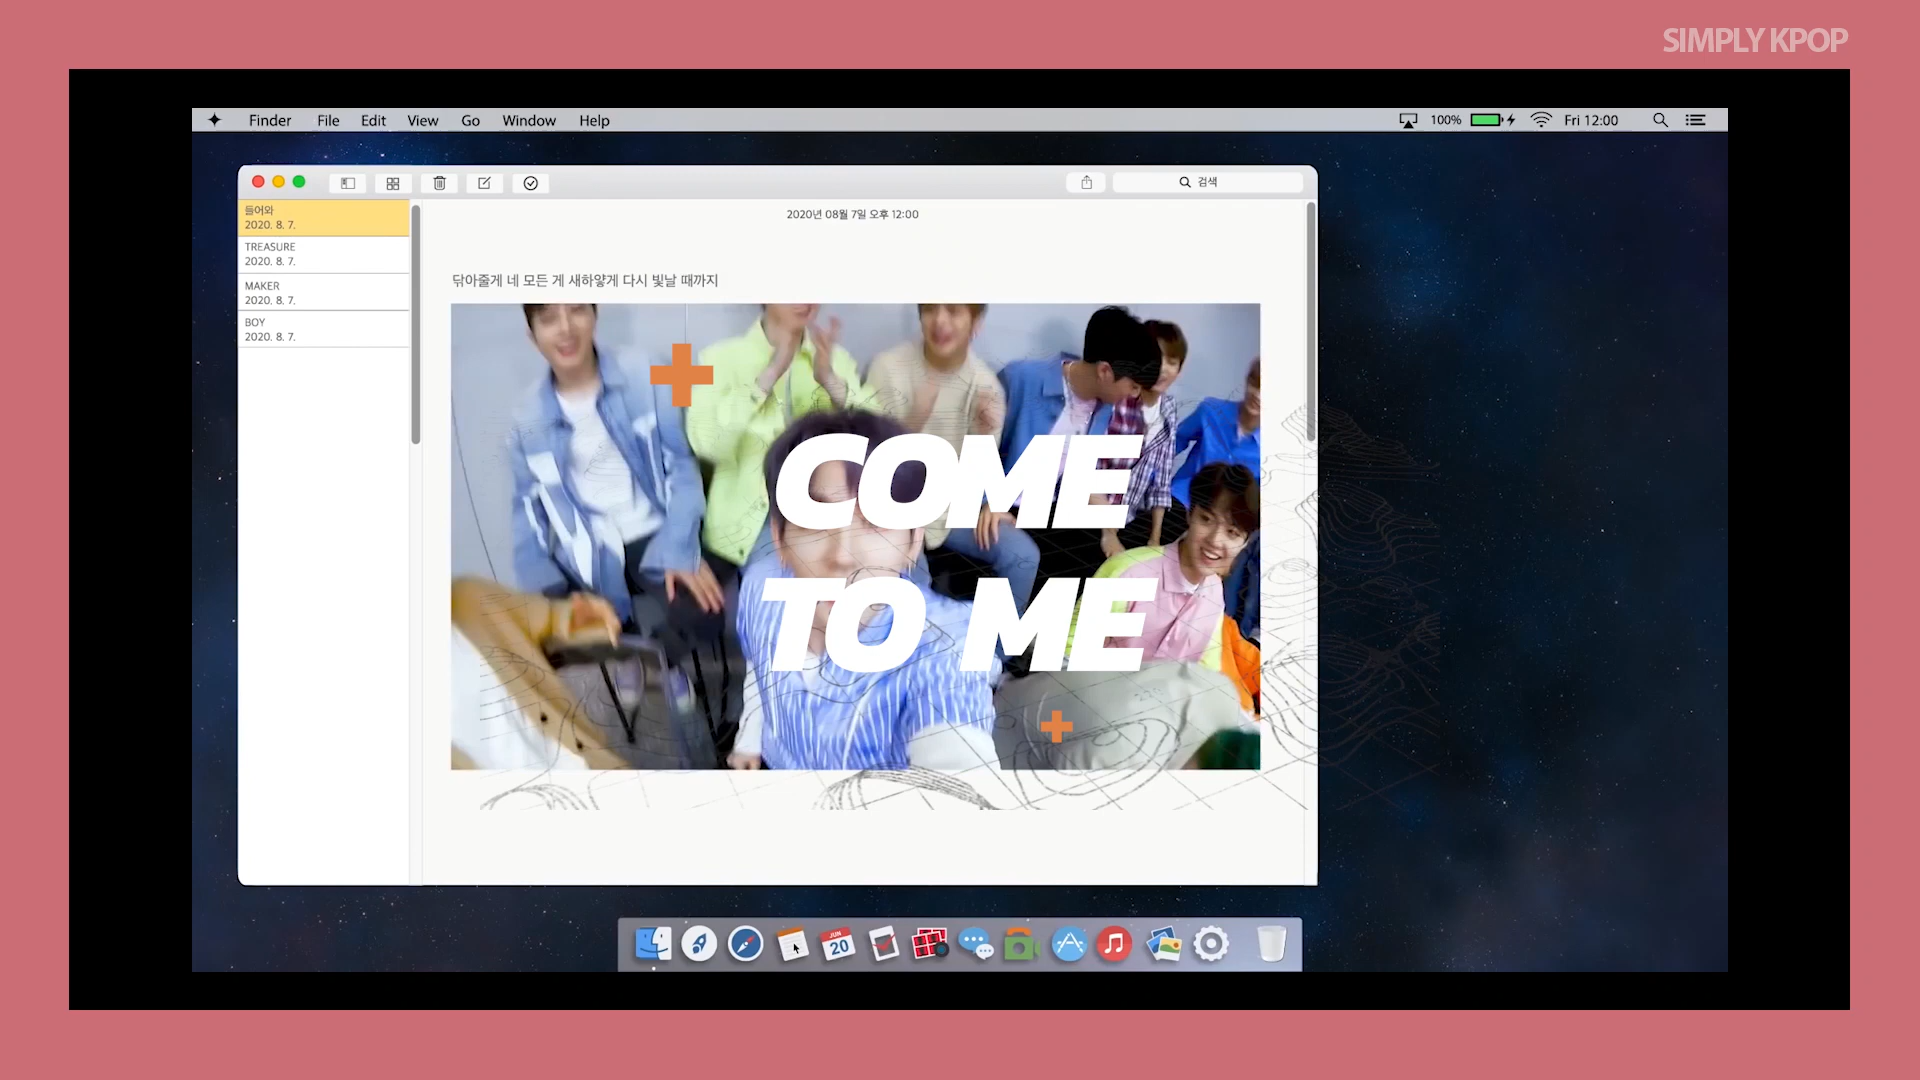 SIMPLY KPOP
Finder File Edit View Go Window Help
100% Fri 12:00
검색
들어와
2020. 8. 7.
TREASURE
2020. 8. 7.
MAKER
2020. 8. 7.
BOY
2020. 8. 7.
2020년 08월 7일 오후 12:00
닦아줄게 네 모든 게 새하얗게 다시 빛날 때까지
COME
TO ME
JUN
20